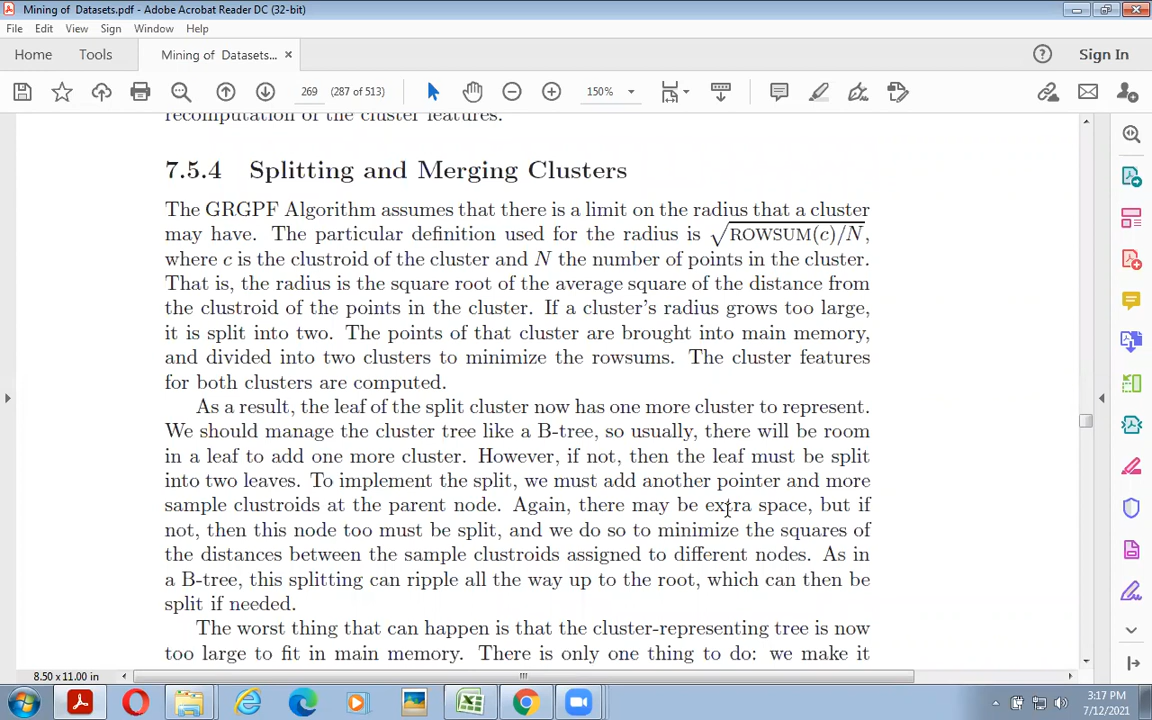 Mining of  Datasets.pdf - Adobe Acrobat Reader DC (32-bit)
File Edit View Sign Window Help
Home Tools Mining of Datasets... × Sign In
269 (287 of 513) 150%
recomputation of the cluster features.
7.5.4 Splitting and Merging Clusters
The GRGPF Algorithm assumes that there is a limit on the radius that a cluster
may have. The particular definition used for the radius is √ROWSUM(c)/N,
where c is the clustroid of the cluster and N the number of points in the cluster.
That is, the radius is the square root of the average square of the distance from
the clustroid of the points in the cluster. If a cluster's radius grows too large,
it is split into two. The points of that cluster are brought into main memory,
and divided into two clusters to minimize the rowsums. The cluster features
for both clusters are computed.
As a result, the leaf of the split cluster now has one more cluster to represent.
We should manage the cluster tree like a B-tree, so usually, there will be room
in a leaf to add one more cluster. However, if not, then the leaf must be split
into two leaves. To implement the split, we must add another pointer and more
sample clustroids at the parent node. Again, there may be extra space, but if
not, then this node too must be split, and we do so to minimize the squares of
the distances between the sample clustroids assigned to different nodes. As in
a B-tree, this splitting can ripple all the way up to the root, which can then be
split if needed.
The worst thing that can happen is that the cluster-representing tree is now
too large to fit in main memory. There is only one thing to do: we make it
8.50 x 11.00 in
3:17 PM
7/12/2021